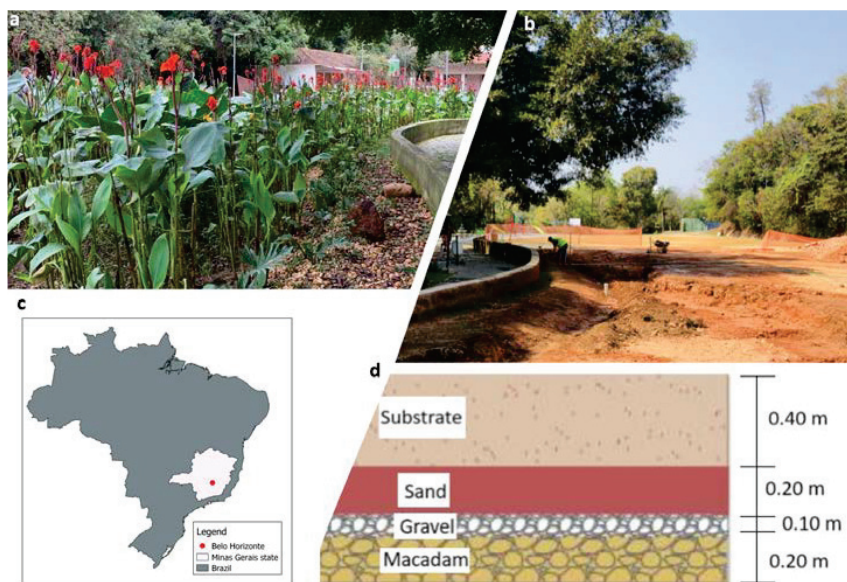 a
b
c
Legend
Belo Horizonte
Minas Gerais state
Brazil
d
Substrate
0.40 m
Sand
0.20 m
Gravel
0.10 m
Macadam
0.20 m